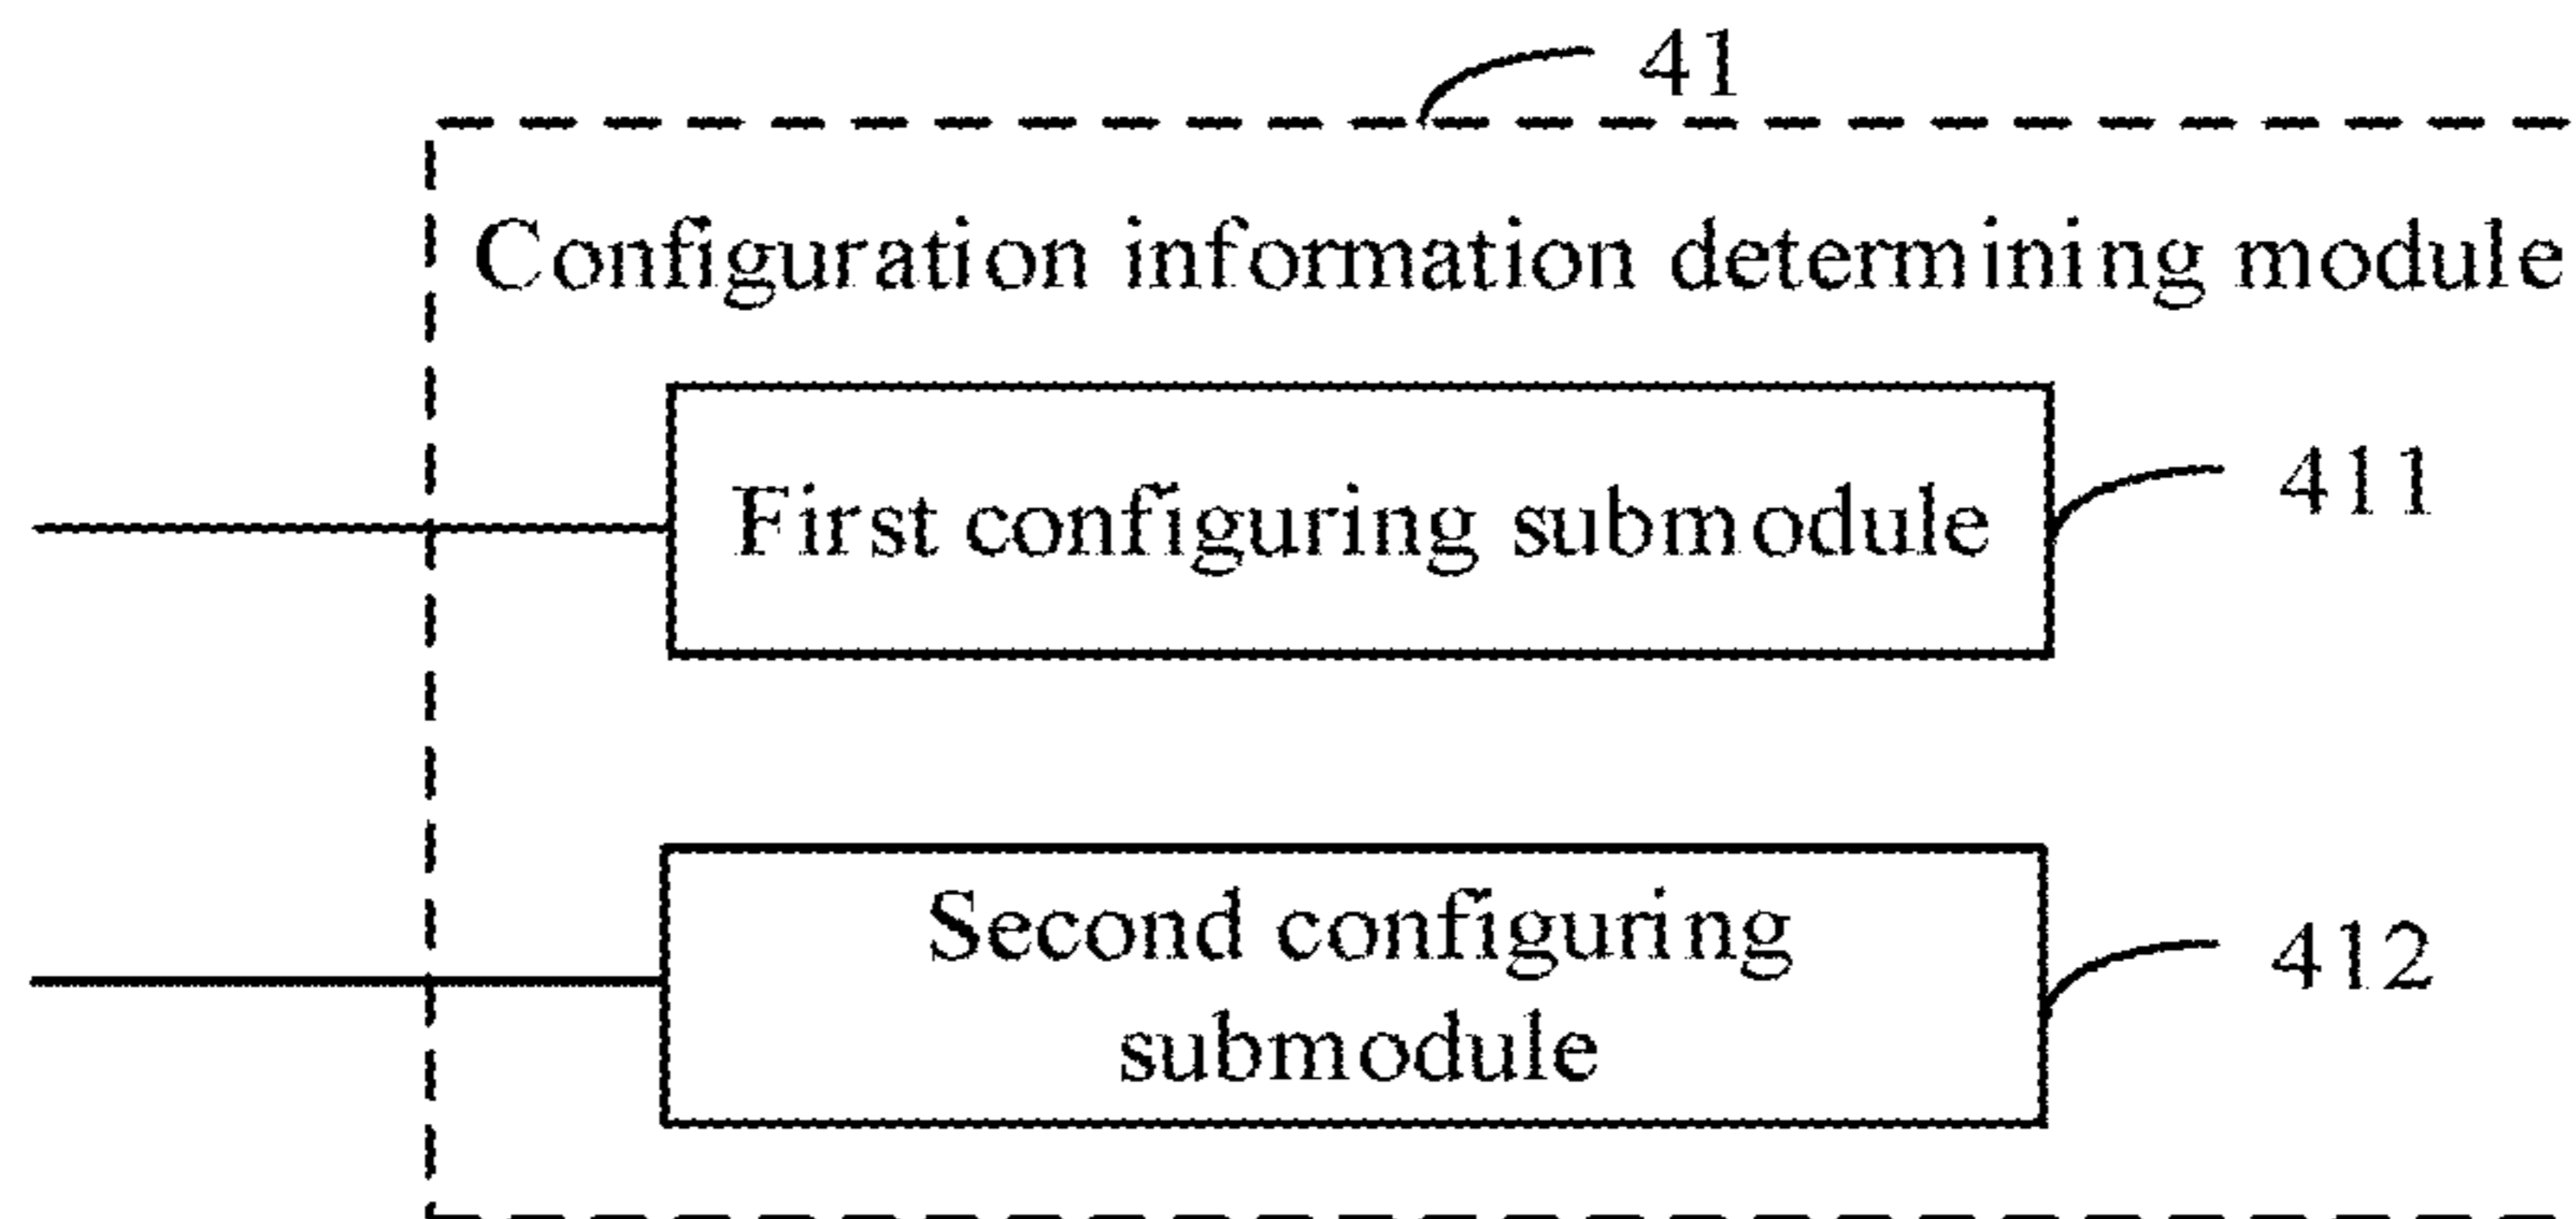 41
Configuration information determining module
First configuring submodule
411
Second configuring
submodule
412